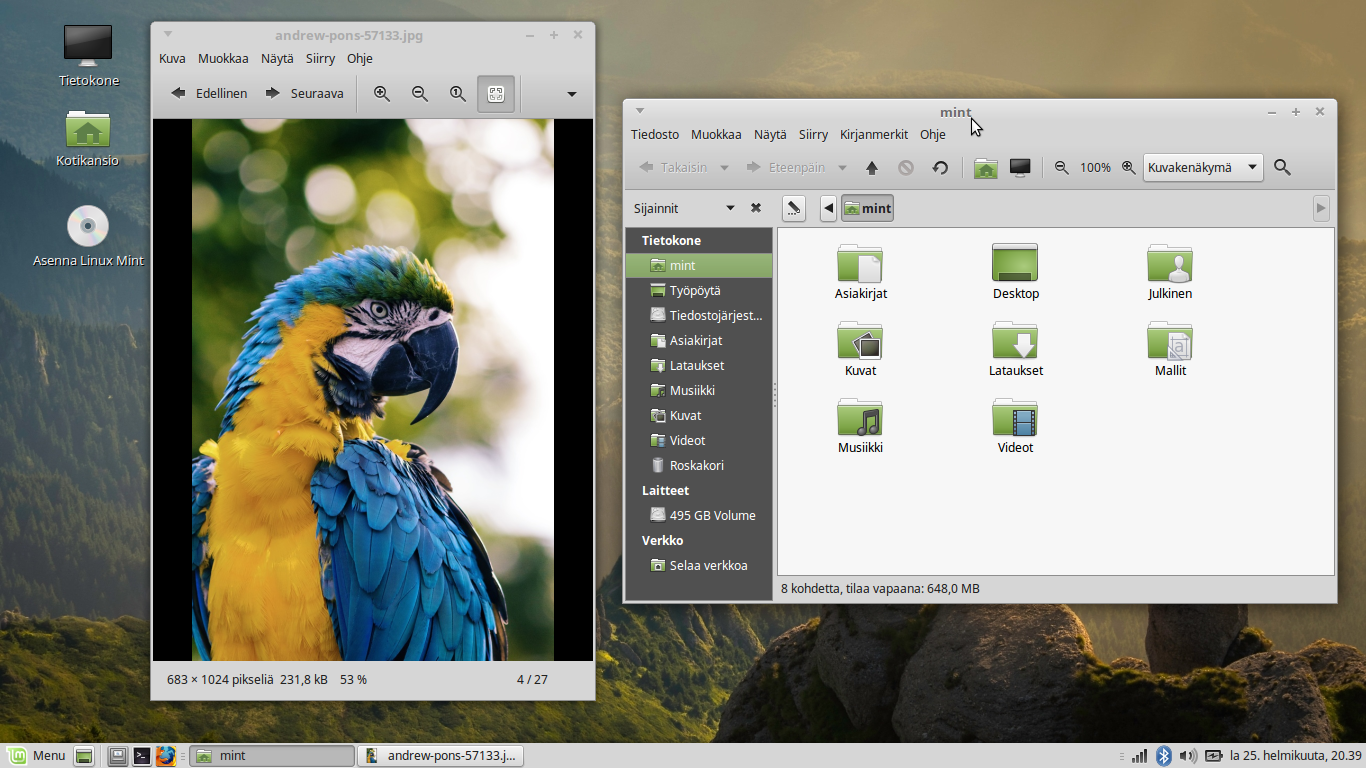 Tietokone
Kotikansio
Asenna Linux Mint
andrew-pons-57133.jpg
Kuva Muokkaa Näytä Siirry Ohje
Edellinen Seuraava
683 × 1024 pikseliä 231,8 kB 53 % 4 / 27
mint
Tiedosto Muokkaa Näytä Siirry Kirjanmerkit Ohje
Takaisin Eteenpäin 100% Kuvakenäkymä
Sijainnit mint
Tietokone
mint
Työpöytä
Tiedostojärjest...
Asiakirjat
Lataukset
Musiikki
Kuvat
Videot
Roskakori
Laitteet
495 GB Volume
Verkko
Selaa verkkoa
Asiakirjat Desktop Julkinen
Kuvat Lataukset Mallit
Musiikki Videot
8 kohdetta, tilaa vapaana: 648,0 MB
Menu mint andrew-pons-57133.j... la 25. helmikuuta, 20.39